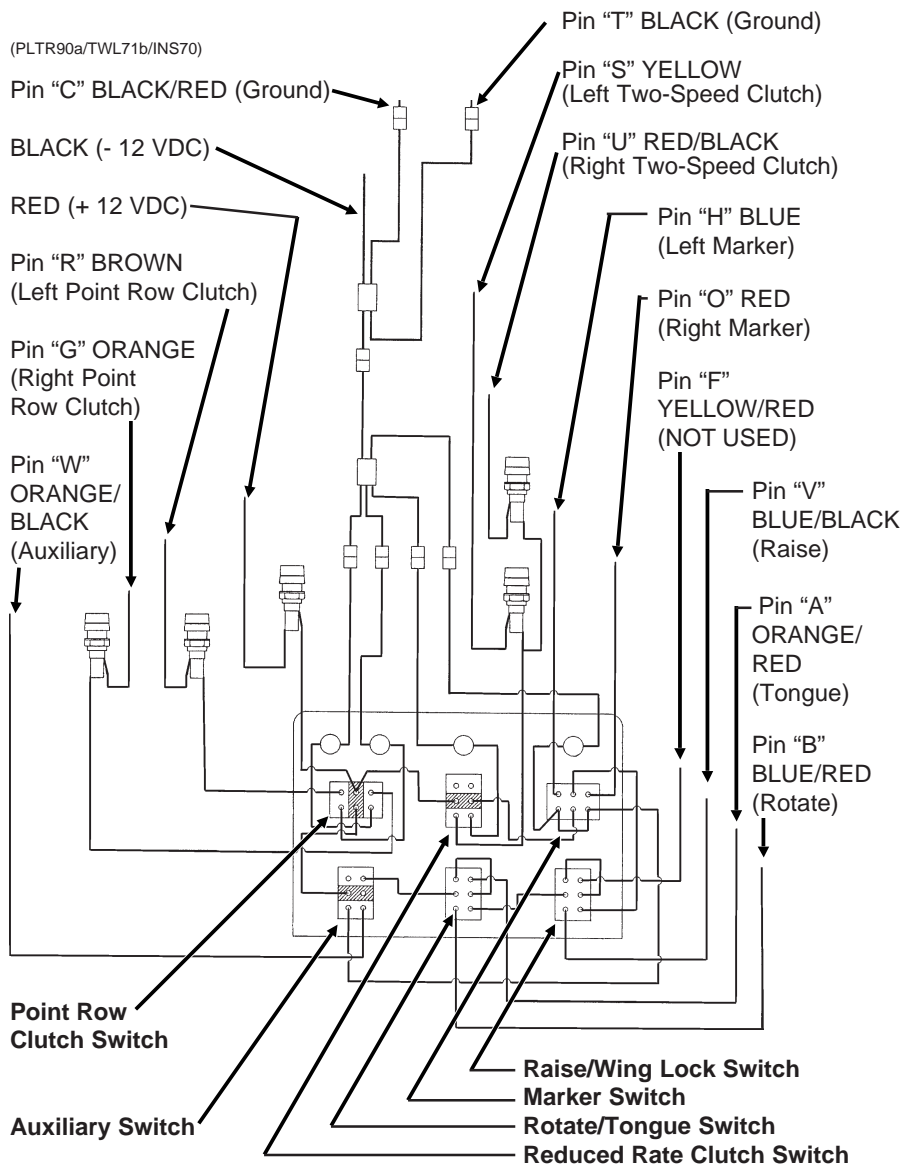 (PLTR90a/TWL71b/INS70)
Pin “C” BLACK/RED (Ground)
BLACK (- 12 VDC)
RED (+ 12 VDC)
Pin “R” BROWN
(Left Point Row Clutch)
Pin “G” ORANGE
(Right Point
Row Clutch)
Pin “W”
ORANGE/
BLACK
(Auxiliary)
Pin “T” BLACK (Ground)
Pin “S” YELLOW
(Left Two-Speed Clutch)
Pin “U” RED/BLACK
(Right Two-Speed Clutch)
Pin “H” BLUE
(Left Marker)
Pin “O” RED
(Right Marker)
Pin “F”
YELLOW/RED
(NOT USED)
Pin “V”
BLUE/BLACK
(Raise)
Pin “A”
ORANGE/
RED
(Tongue)
Pin “B”
BLUE/RED
(Rotate)
Point Row
Clutch Switch
Auxiliary Switch
Raise/Wing Lock Switch
Marker Switch
Rotate/Tongue Switch
Reduced Rate Clutch Switch